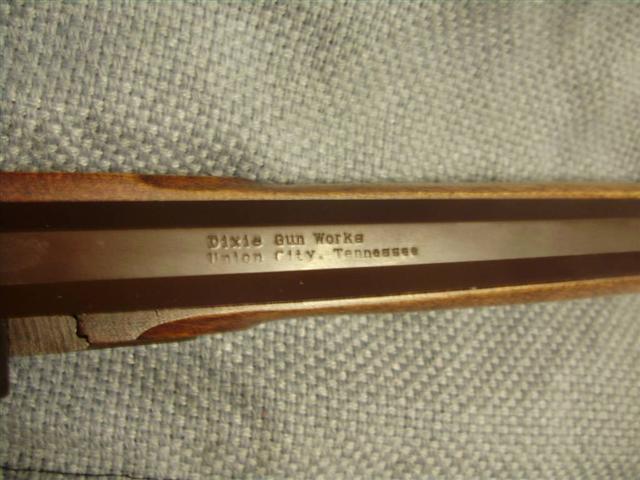 Dixie Gun Works
Union City, Tennessee